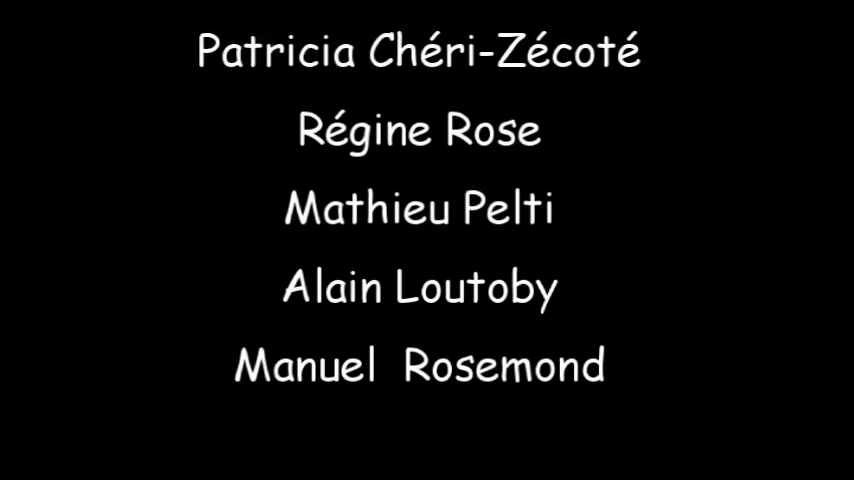 Patricia Chéri-Zécoté
Régine Rose
Mathieu Pelti
Alain Loutoby
Manuel  Rosemond